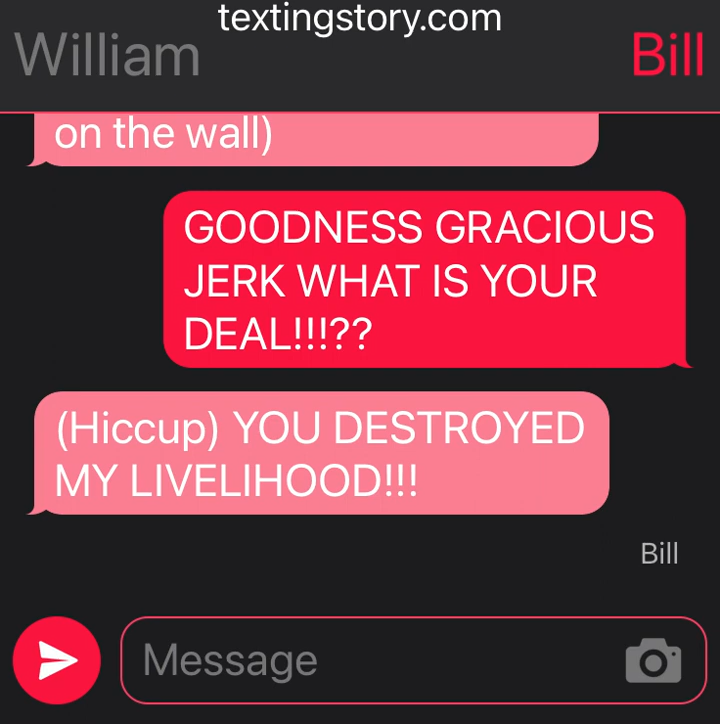 textingstory.com
William
Bill
on the wall)
GOODNESS GRACIOUS
JERK WHAT IS YOUR
DEAL!!!??
(Hiccup) YOU DESTROYED
MY LIVELIHOOD!!!
Bill
Message